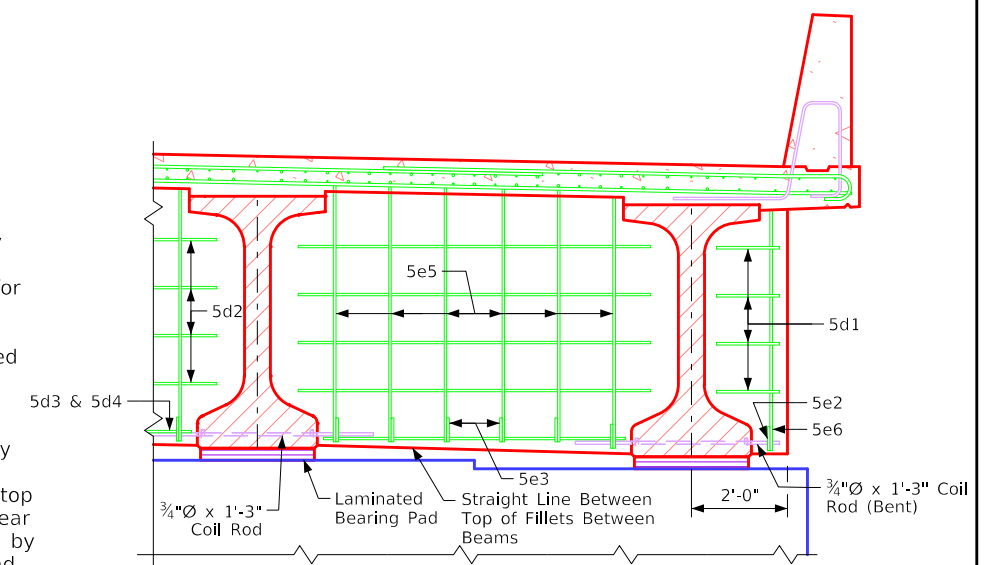 or
ed
y
top
ear
by
5e5
5d2
5d1
5d3 & 5d4
5e2
5e6
5e3
2'-0"
¾"Ø x 1'-3"
Coil Rod
Laminated
Bearing Pad
Straight Line Between
Top of Fillets Between
Beams
¾"Ø x 1'-3" Coil
Rod (Bent)